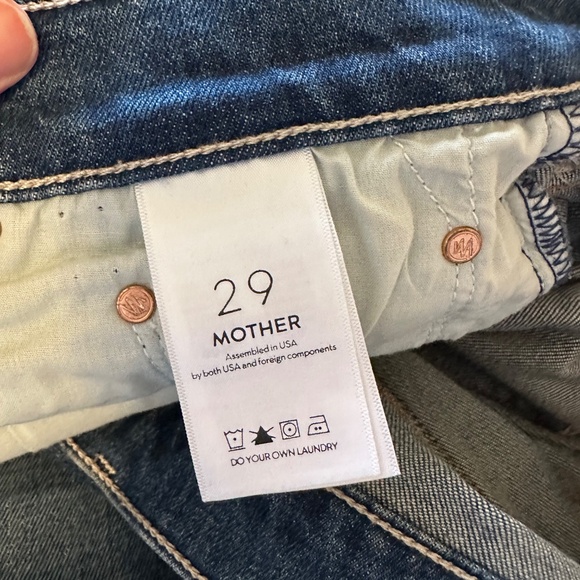 29
MOTHER
Assembled in USA
by both USA and foreign components
DO YOUR OWN LAUNDRY